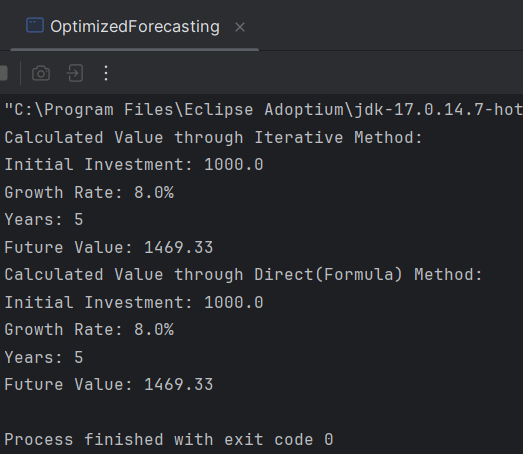 OptimizedForecasting
"C:\Program Files\Eclipse Adoptium\jdk-17.0.14.7-hot
Calculated Value through Iterative Method:
Initial Investment: 1000.0
Growth Rate: 8.0%
Years: 5
Future Value: 1469.33
Calculated Value through Direct(Formula) Method:
Initial Investment: 1000.0
Growth Rate: 8.0%
Years: 5
Future Value: 1469.33
Process finished with exit code 0